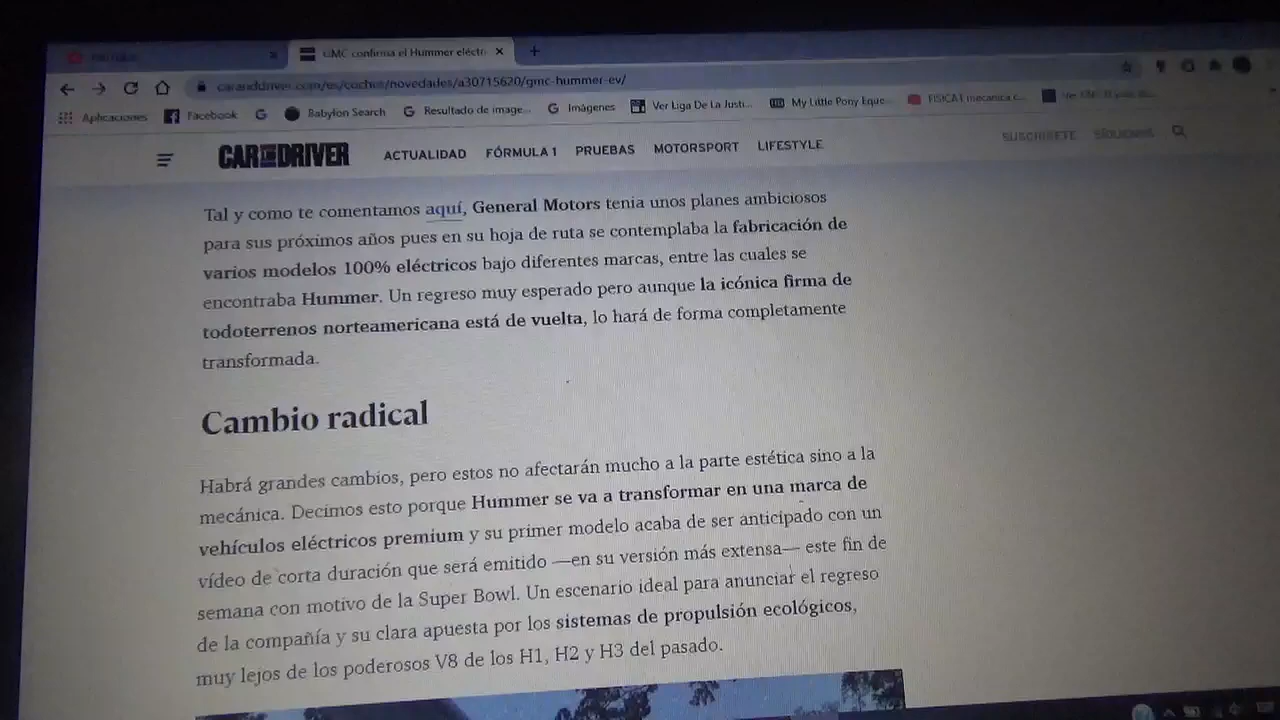 GMC confirma el Hummer eléctri
caranddriver.com/es/coches/novedades/a30715620/gmc-hummer-ev/
Aplicaciones Facebook Babylon Search Resultado de image... Imágenes Ver Liga De La Justi... My Little Pony Eque... FISICA I mecanica c...
CAR AND DRIVER ACTUALIDAD FÓRMULA 1 PRUEBAS MOTORSPORT LIFESTYLE SUSCRÍBETE SÍGUENOS
Tal y como te comentamos aquí, General Motors tenia unos planes ambiciosos
para sus próximos años pues en su hoja de ruta se contemplaba la fabricación de
varios modelos 100% eléctricos bajo diferentes marcas, entre las cuales se
encontraba Hummer. Un regreso muy esperado pero aunque la icónica firma de
todoterrenos norteamericana está de vuelta, lo hará de forma completamente
transformada.
Cambio radical
Habrá grandes cambios, pero estos no afectarán mucho a la parte estética sino a la
mecánica. Decimos esto porque Hummer se va a transformar en una marca de
vehículos eléctricos premium y su primer modelo acaba de ser anticipado con un
vídeo de corta duración que será emitido —en su versión más extensa— este fin de
semana con motivo de la Super Bowl. Un escenario ideal para anunciar el regreso
de la compañía y su clara apuesta por los sistemas de propulsión ecológicos,
muy lejos de los poderosos V8 de los H1, H2 y H3 del pasado.